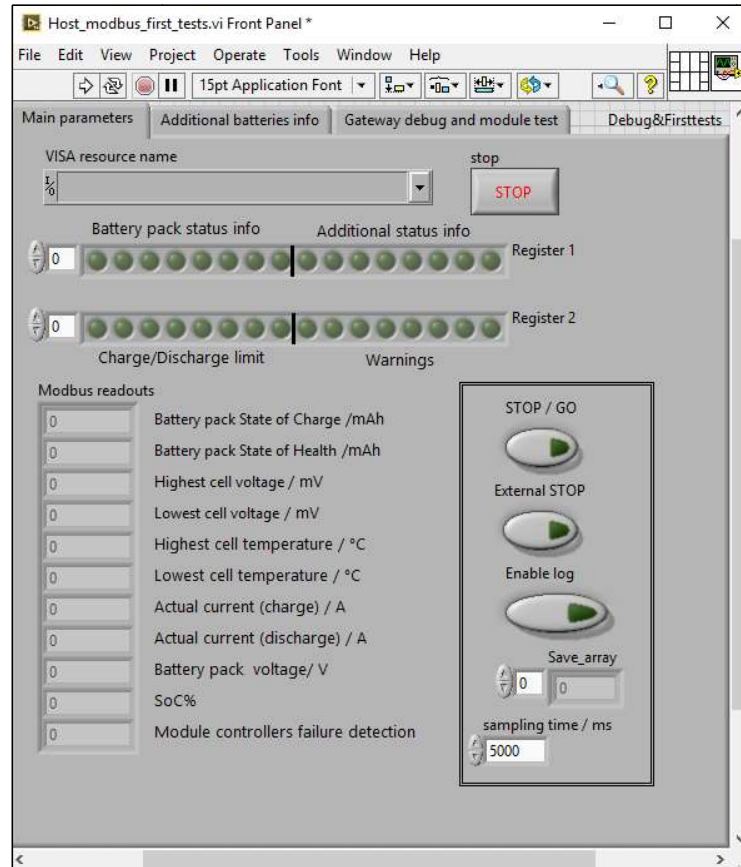 Host_modbus_first_tests.vi Front Panel *
File Edit View Project Operate Tools Window Help
15pt Application Font
Main parameters Additional batteries info Gateway debug and module test Debug&Firsttests
VISA resource name
stop
I/O
STOP
Battery pack status info Additional status info
0 Register 1
0 Register 2
Charge/Discharge limit Warnings
Modbus readouts
0 Battery pack State of Charge /mAh
0 Battery pack State of Health /mAh
0 Highest cell voltage / mV
0 Lowest cell voltage / mV
0 Highest cell temperature / °C
0 Lowest cell temperature / °C
0 Actual current (charge) / A
0 Actual current (discharge) / A
0 Battery pack voltage/ V
0 SoC%
0 Module controllers failure detection
STOP / GO
External STOP
Enable log
Save_array
0 0
sampling time / ms
5000